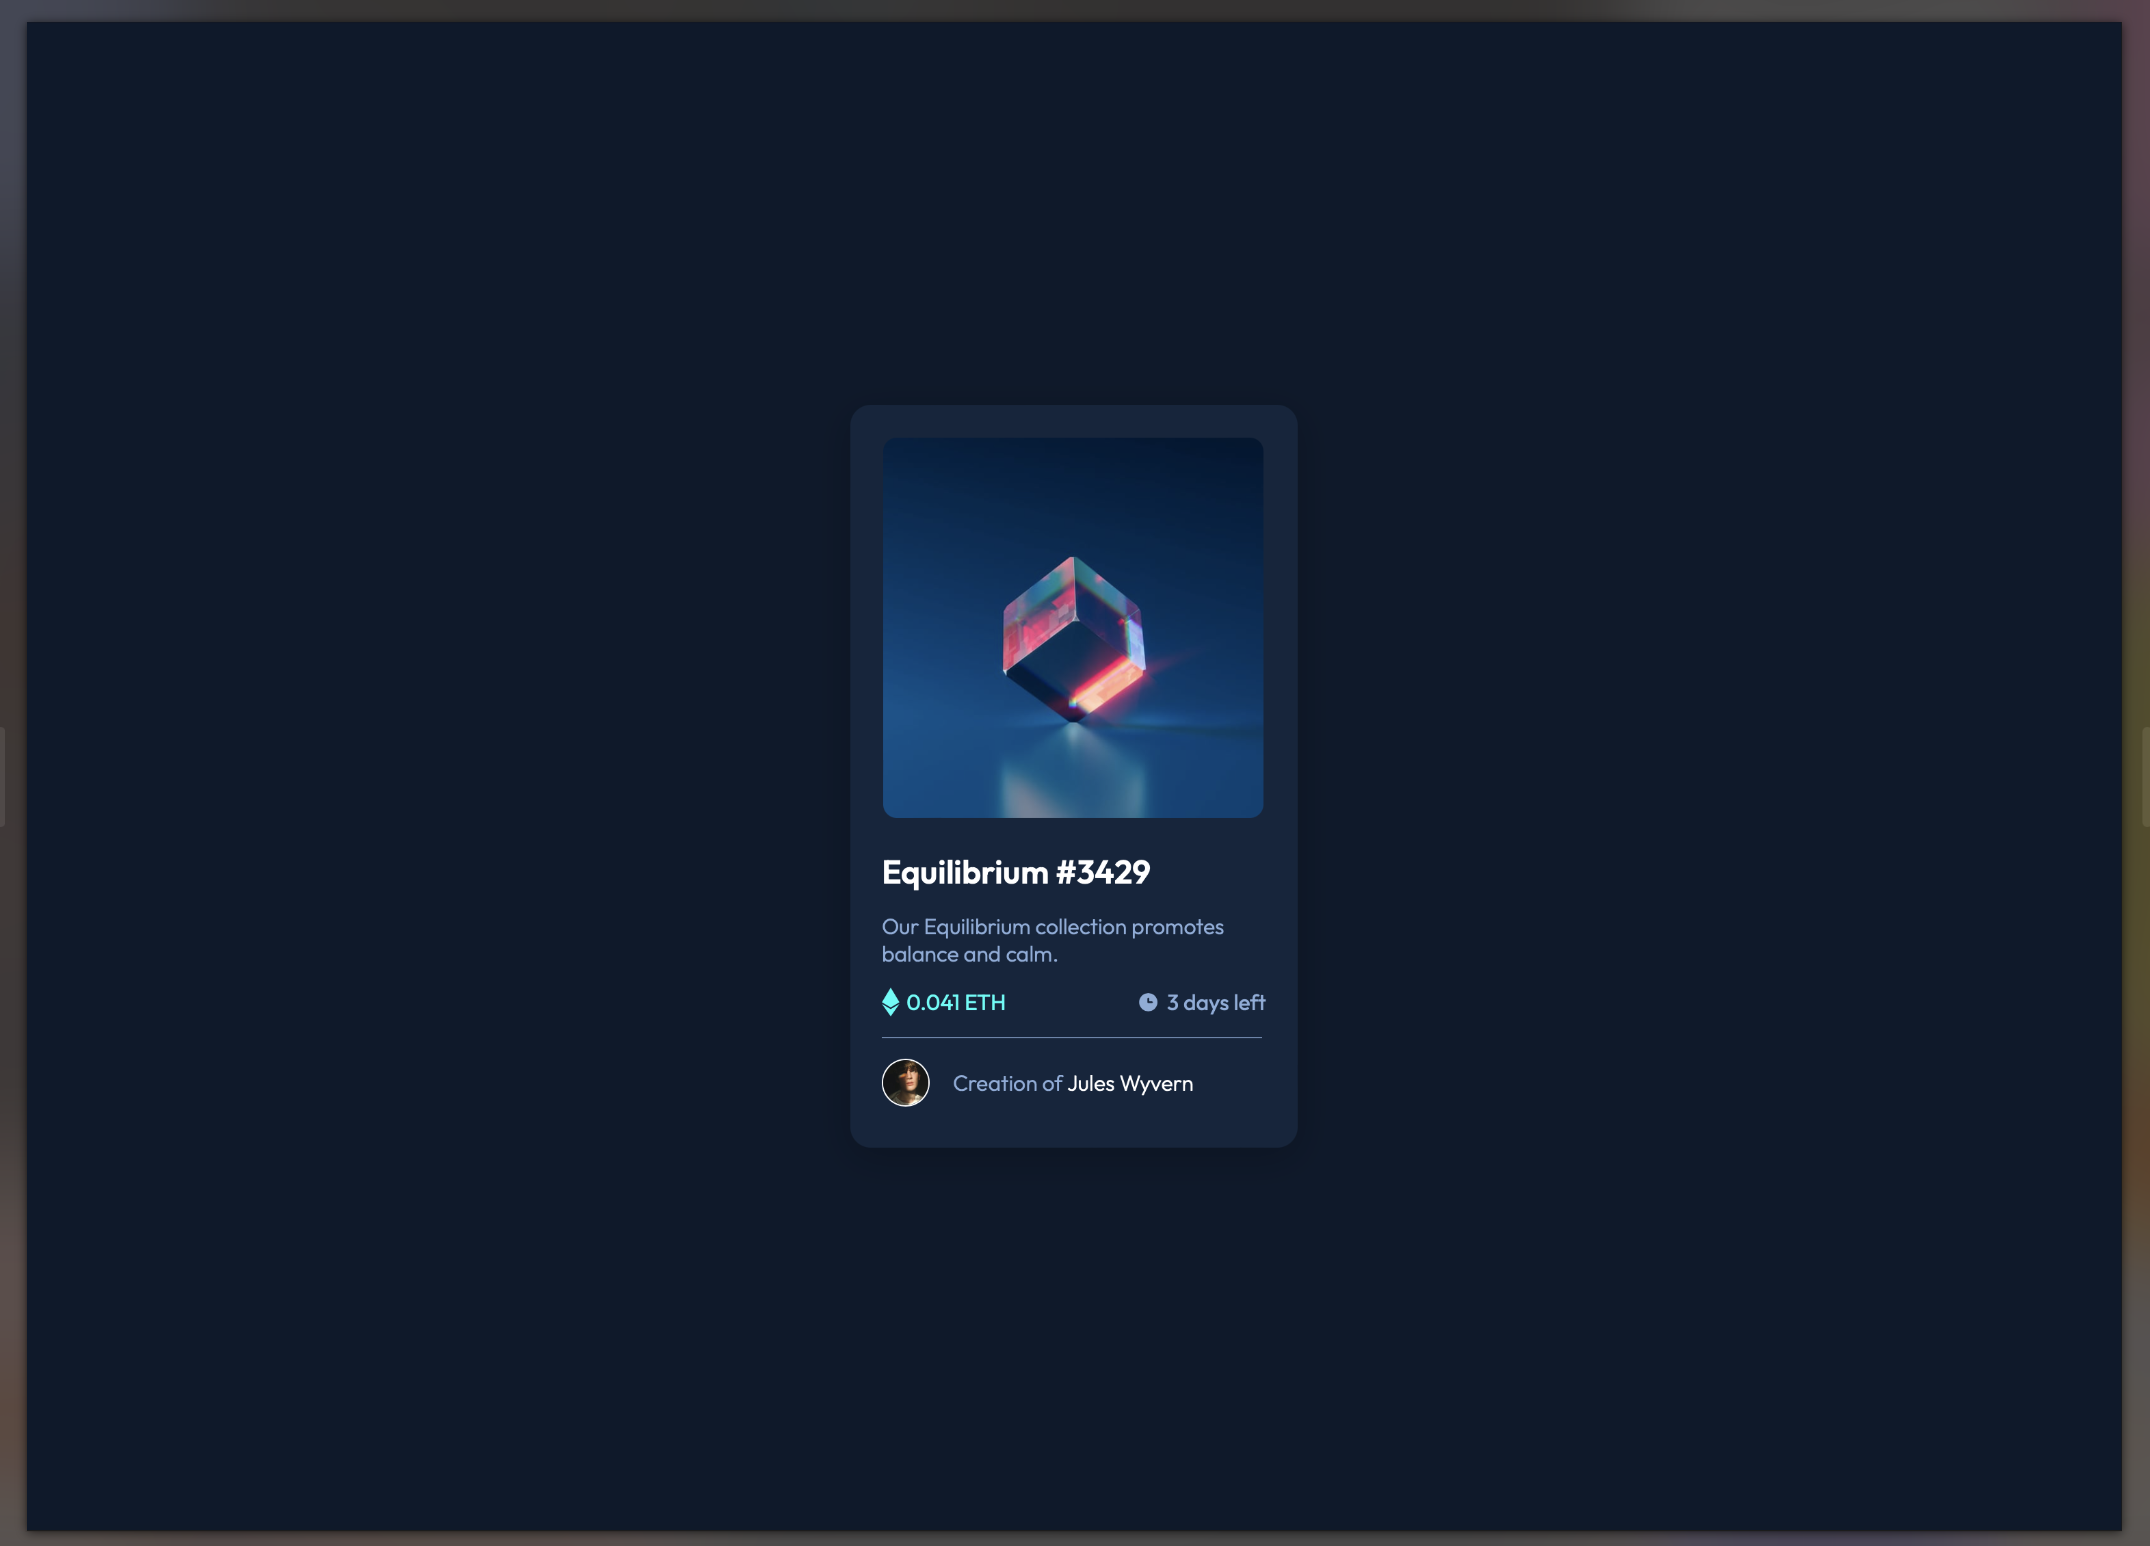 Equilibrium #3429
Our Equilibrium collection promotes
balance and calm.
0.041 ETH 3 days left
Creation of Jules Wyvern